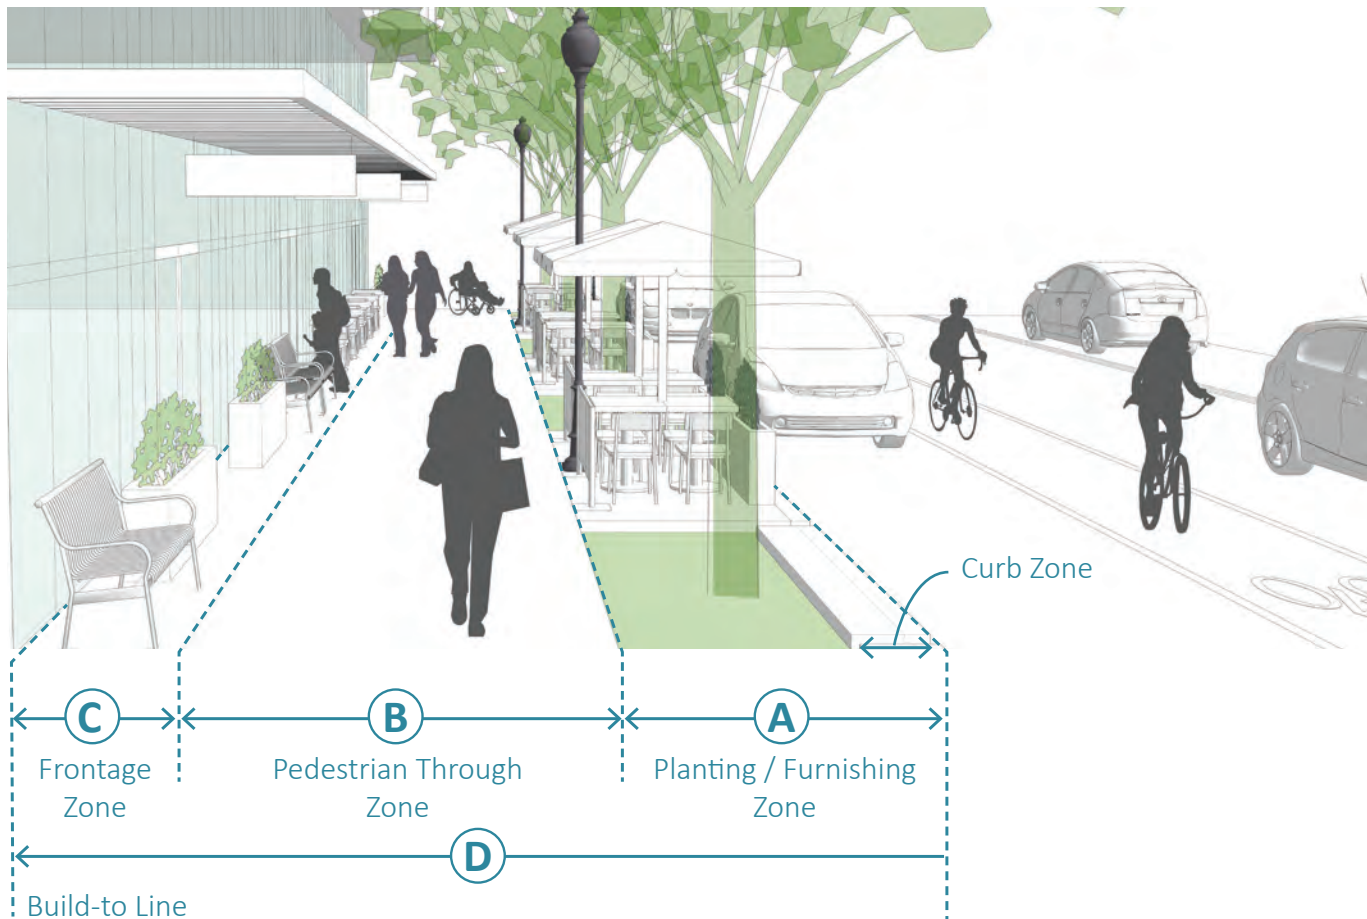 Curb Zone
C
B
A
Frontage
Zone
Pedestrian Through
Zone
Planting / Furnishing
Zone
D
Build-to Line